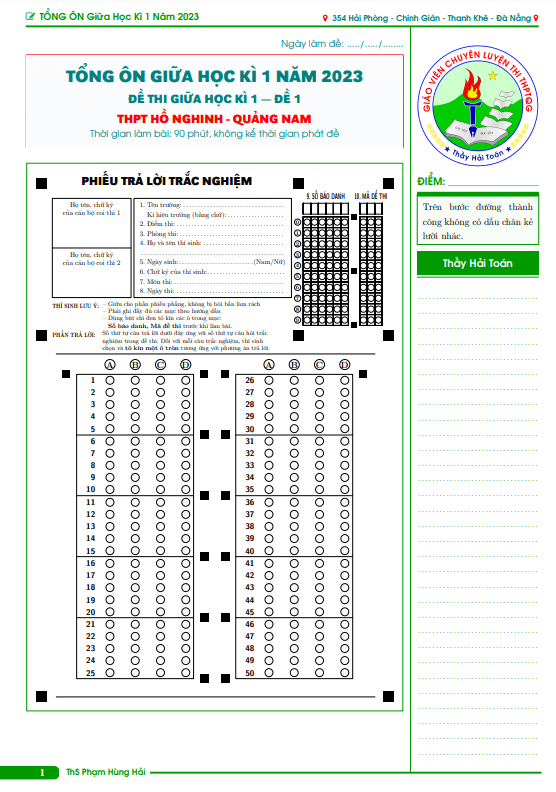 TỔNG ÔN Giữa Học Kì 1 Năm 2023
354 Hải Phòng - Chính Gián - Thanh Khê - Đà Nẵng
Ngày làm đề: ...../...../........
TỔNG ÔN GIỮA HỌC KÌ 1 NĂM 2023
ĐỀ THI GIỮA HỌC KÌ 1 — ĐỀ 1
THPT HỒ NGHINH - QUẢNG NAM
Thời gian làm bài: 90 phút, không kể thời gian phát đề
GIÁO VIÊN CHUYÊN LUYỆN THI THPTQG
Thầy Hải Toán
ĐIỂM:
Trên bước đường thành
công không có dấu chân kẻ
lười nhác.
Thầy Hải Toán
PHIẾU TRẢ LỜI TRẮC NGHIỆM
Họ tên, chữ ký
của cán bộ coi thi 1
Họ tên, chữ ký
của cán bộ coi thi 2
1. Tên trường:
Kí hiệu trường (bằng chữ):
2. Điểm thi:
3. Phòng thi:
4. Họ và tên thí sinh:
5. Ngày sinh: (Nam/Nữ)
6. Chữ ký của thí sinh:
7. Môn thi:
8. Ngày thi:
9. SỐ BÁO DANH
10. MÃ ĐỀ THI
0
1
2
3
4
5
6
7
8
9
THÍ SINH LƯU Ý:
– Giữ cho phần phiếu phẳng, không bị bôi bẩn làm rách
– Phải ghi đầy đủ các mục theo hướng dẫn
– Dùng bút chì đen tô kín các ô trong mục:
Số báo danh, Mã đề thi trước khi làm bài.
PHẦN TRẢ LỜI:
Số thứ tự câu trả lời dưới đây ứng với số thứ tự câu hỏi trắc
nghiệm trong đề thi. Đối với mỗi câu trắc nghiệm, thí sinh
chọn và tô kín một ô tròn tương ứng với phương án trả lời.
A B C D
1
2
3
4
5
6
7
8
9
10
11
12
13
14
15
16
17
18
19
20
21
22
23
24
25
A B C D
26
27
28
29
30
31
32
33
34
35
36
37
38
39
40
41
42
43
44
45
46
47
48
49
50
1
ThS Phạm Hùng Hải